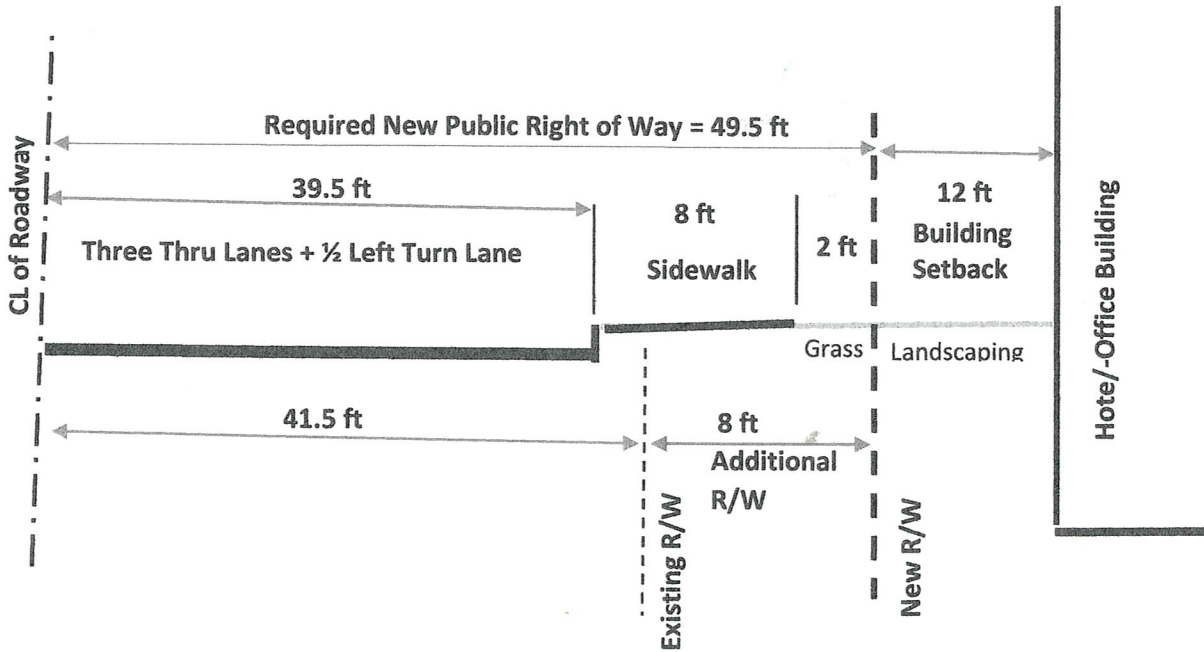 Required New Public Right of Way = 49.5 ft
CL of Roadway
39.5 ft
Three Thru Lanes + ½ Left Turn Lane
8 ft
Sidewalk
2 ft
12 ft
Building
Setback
Hote/-Office Building
Grass
Landscaping
41.5 ft
8 ft
Additional
R/W
Existing R/W
New R/W